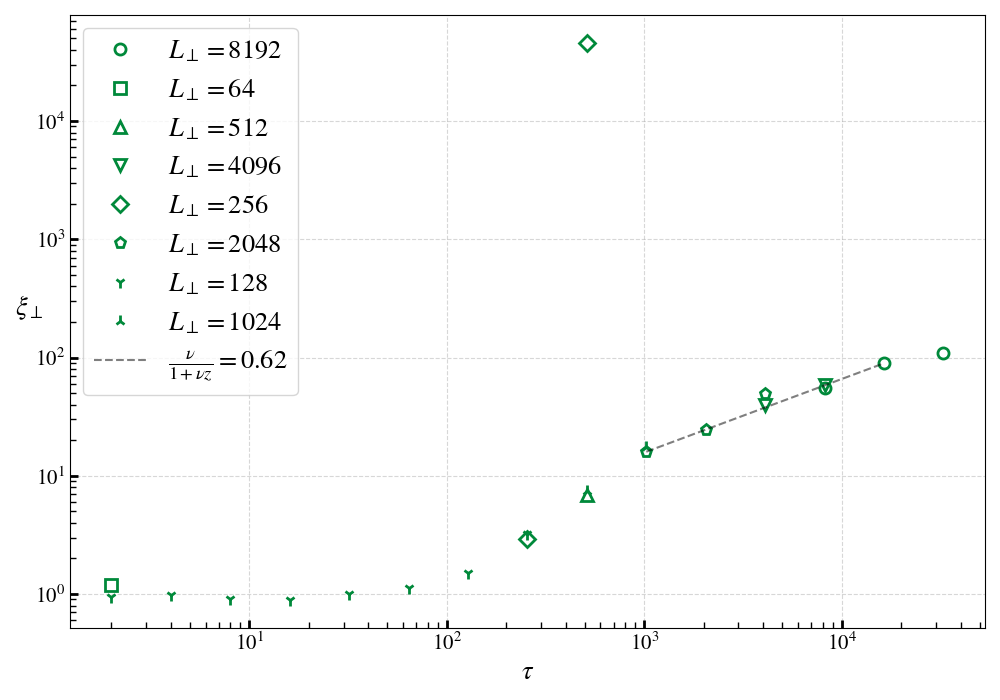 L⊥ = 8192
L⊥ = 64
L⊥ = 512
L⊥ = 4096
L⊥ = 256
L⊥ = 2048
L⊥ = 128
L⊥ = 1024
ν/(1 + νz) = 0.62
10⁴
10³
10²
10¹
10⁰
ξ⊥
10¹ 10² 10³ 10⁴
τ